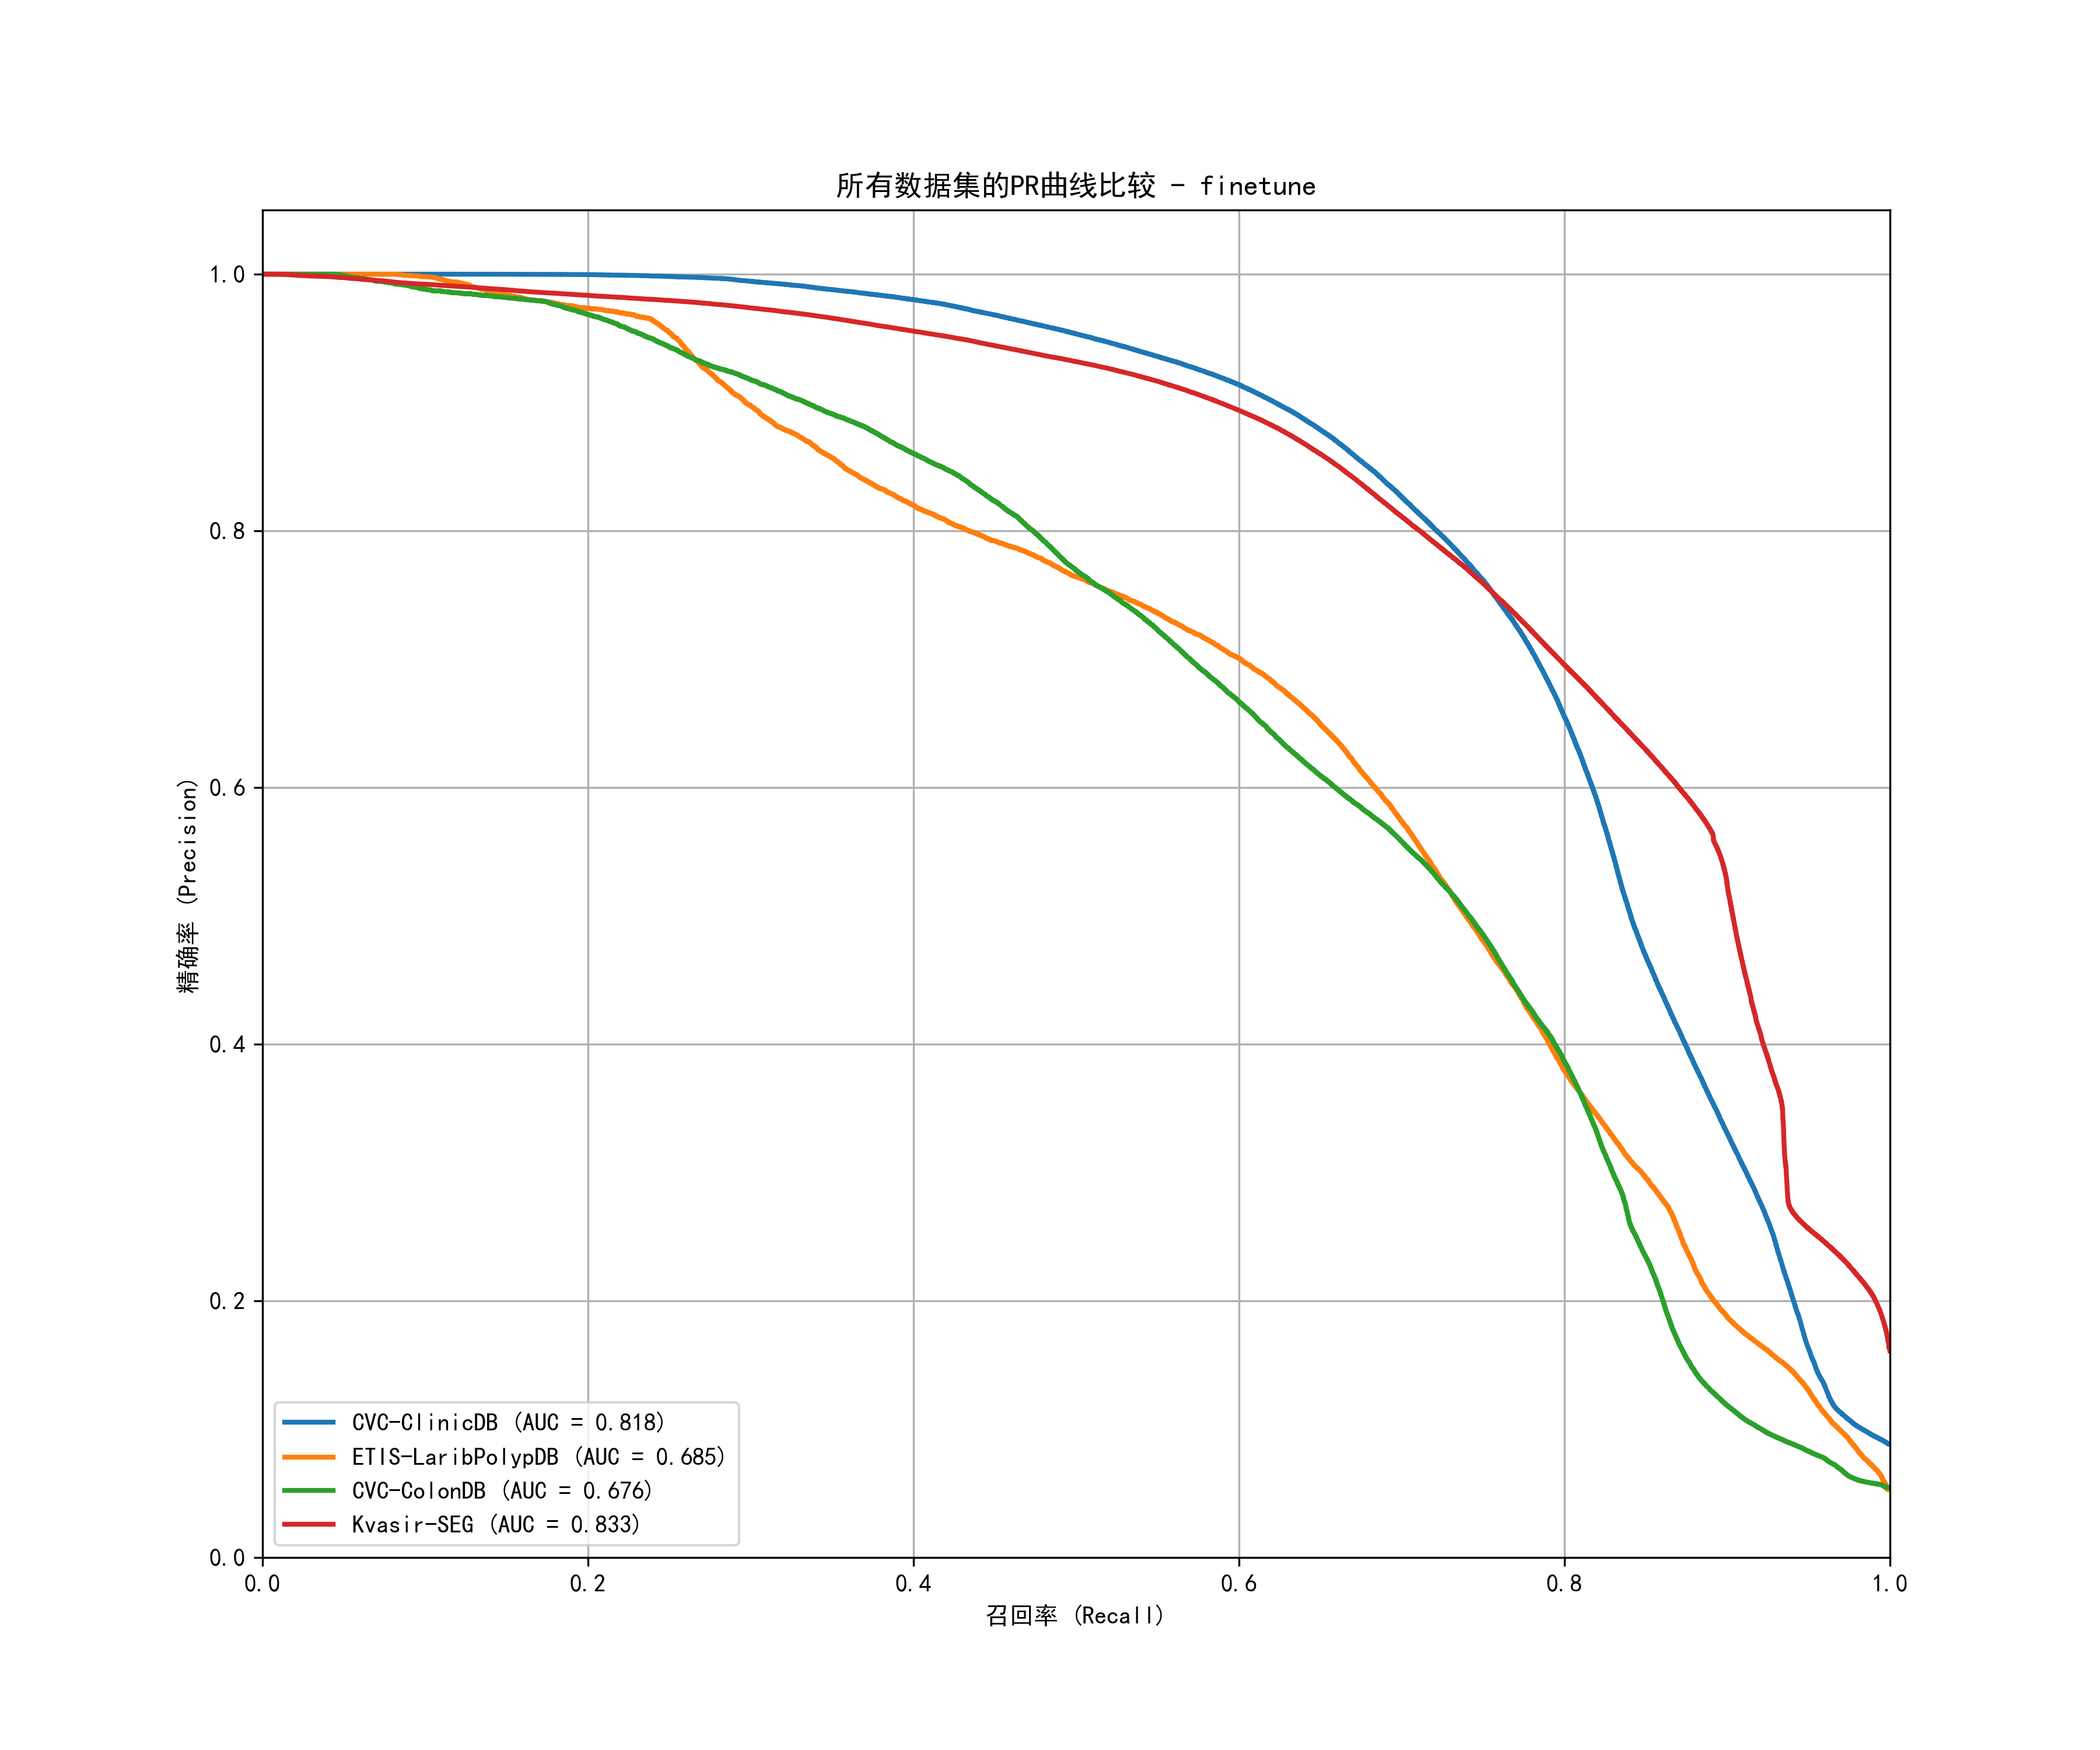 所有数据集的PR曲线比较 - finetune
精确率 (Precision)
1.0
0.8
0.6
0.4
0.2
0.0
CVC-ClinicDB (AUC = 0.818)
ETIS-LaribPolypDB (AUC = 0.685)
CVC-ColonDB (AUC = 0.676)
Kvasir-SEG (AUC = 0.833)
0.0 0.2 0.4 0.6 0.8 1.0
召回率 (Recall)